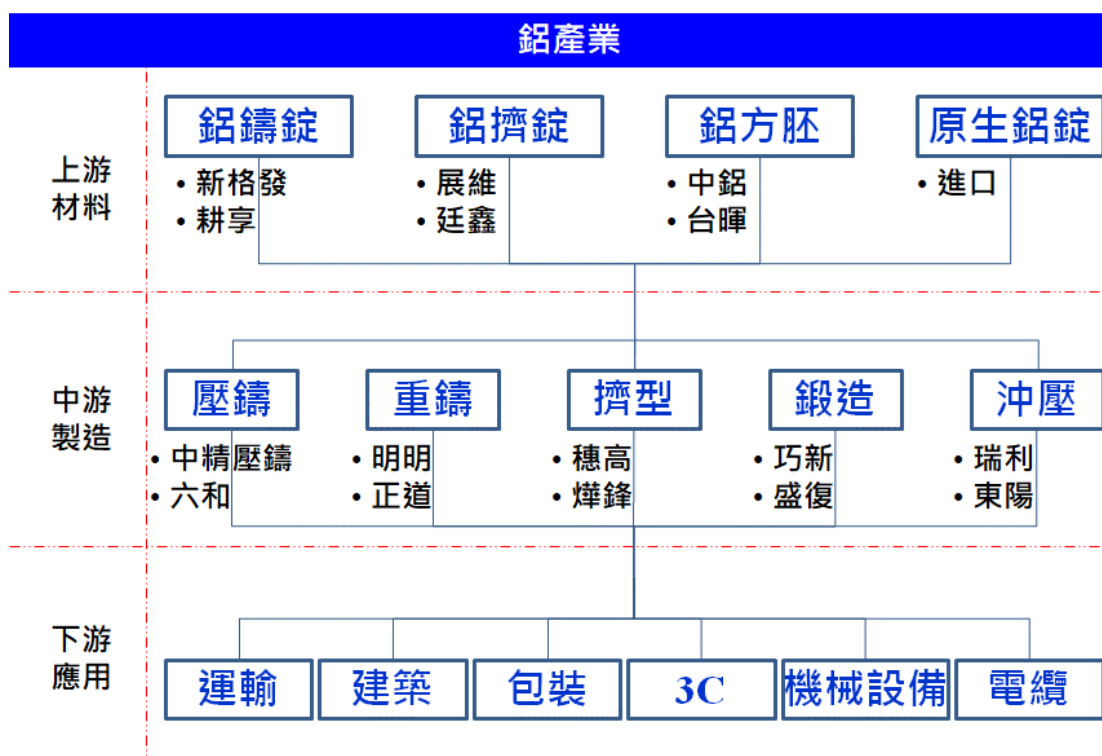 鋁產業
上游
材料
鋁鑄錠
• 新格發
• 耕享
鋁擠錠
• 展維
• 廷鑫
鋁方胚
• 中鋁
• 台暉
原生鋁錠
• 進口
中游
製造
壓鑄
• 中精壓鑄
• 六和
重鑄
• 明明
• 正道
擠型
• 穗高
• 燁鋒
鍛造
• 巧新
• 盛復
沖壓
• 瑞利
• 東陽
下游
應用
運輸
建築
包裝
3C
機械設備
電纜